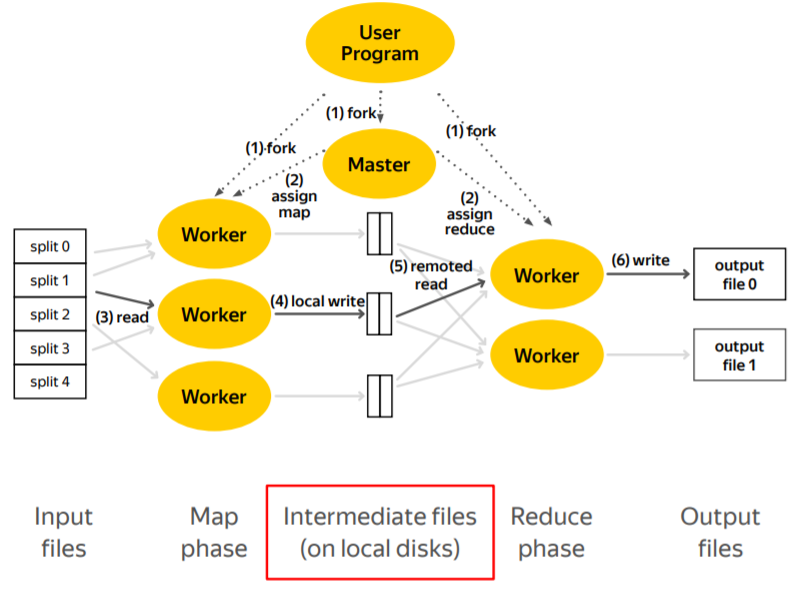 User
Program
(1) fork
(1) fork
(1) fork
Master
(2)
assign
map
(2)
assign
reduce
Worker
split 0
split 1
split 2
split 3
split 4
(3) read
Worker
(4) local write
Worker
(5) remoted
read
Worker
(6) write
output
file 0
Worker
output
file 1
Input
files
Map
phase
Intermediate files
(on local disks)
Reduce
phase
Output
files